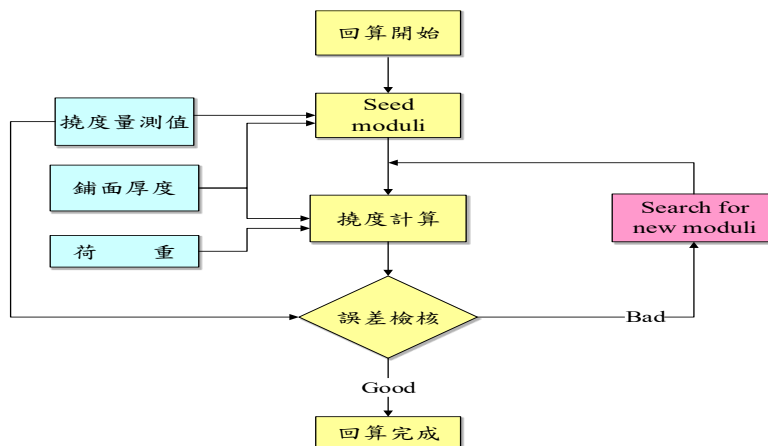 回算開始
撓度量測值
Seed
moduli
鋪面厚度
撓度計算
Search for
new moduli
荷 重
誤差檢核
Bad
Good
回算完成